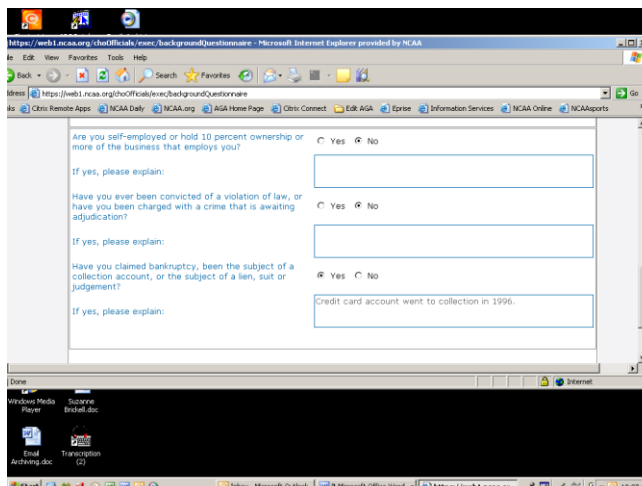 https://web1.ncaa.org/choOfficials/exec/backgroundQuestionnaire - Microsoft Internet Explorer provided by NCAA
Edit View Favorites Tools Help
Back Search Favorites
https://web1.ncaa.org/choOfficials/exec/backgroundQuestionnaire Go
Citrix Remote Apps NCAA Daily NCAA.org AGA Home Page Citrix Connect Edit AGA Eprise Information Services NCAA Online NCAAsports
Are you self-employed or hold 10 percent ownership or
more of the business that employs you?
Yes No
If yes, please explain:
Have you ever been convicted of a violation of law, or
have you been charged with a crime that is awaiting
adjudication?
Yes No
If yes, please explain:
Have you claimed bankruptcy, been the subject of a
collection account, or the subject of a lien, suit or
judgement?
Yes No
If yes, please explain:
Credit card account went to collection in 1996.
Done Internet
Windows Media
Player
Suzanne
Brickell.doc
Email
Archiving.doc
Transcription
(2)